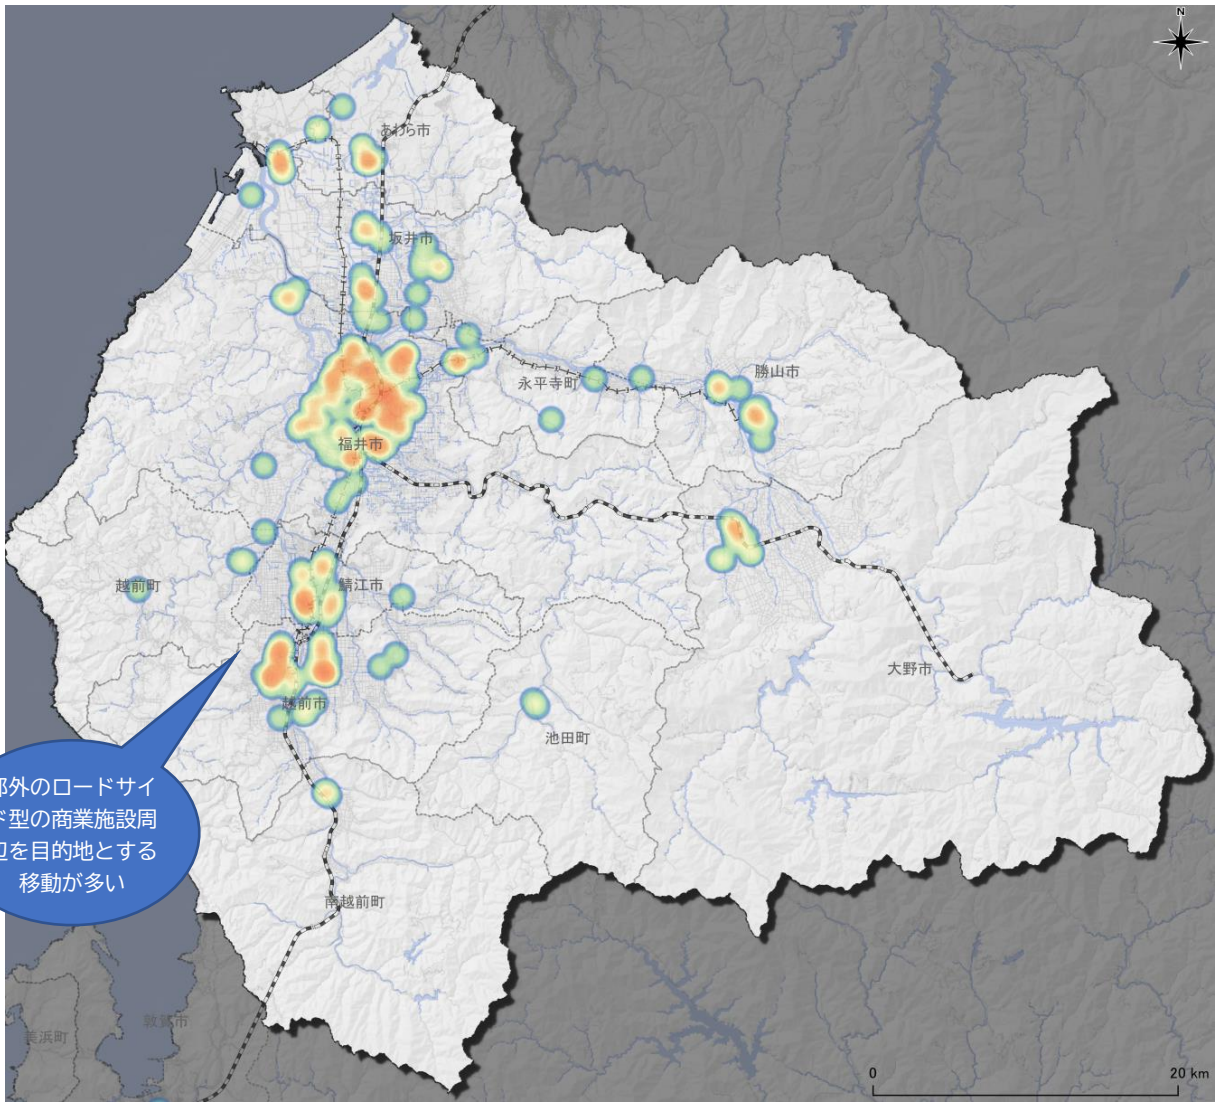 N
あわら市
坂井市
永平寺町
勝山市
福井市
越前町
鯖江市
大野市
越前市
池田町
郊外のロードサイ
ド型の商業施設周
辺を目的地とする
移動が多い
南越前町
敦賀市
美浜町
0
20 km